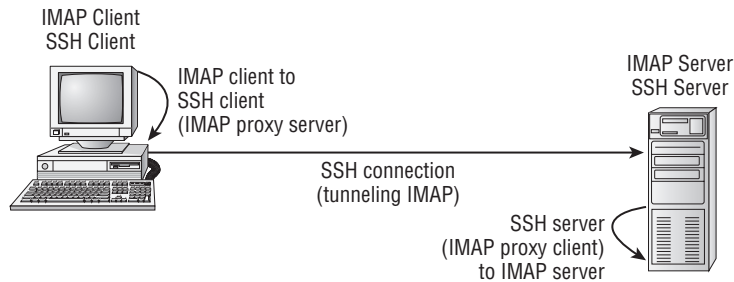 IMAP Client
SSH Client
IMAP client to
SSH client
(IMAP proxy server)
IMAP Server
SSH Server
SSH connection
(tunneling IMAP)
SSH server
(IMAP proxy client)
to IMAP server